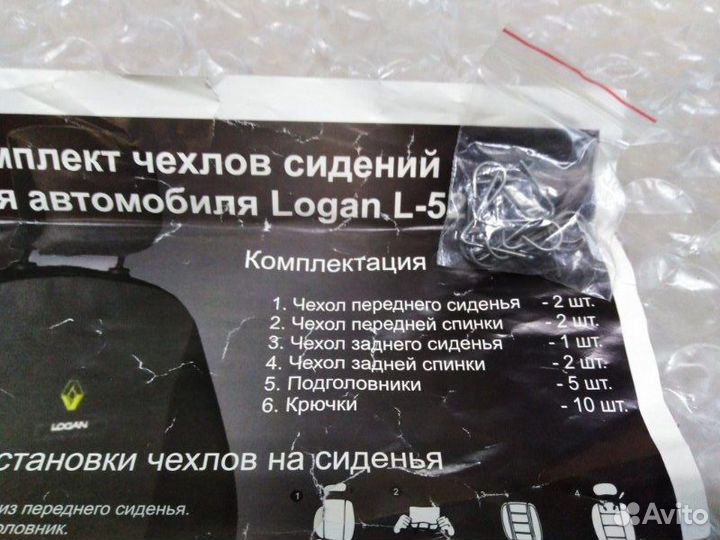 мплект чехлов сидений
я автомобиля Logan L-5
Комплектация
1. Чехол переднего сиденья - 2 шт.
2. Чехол передней спинки - 2 шт.
3. Чехол заднего сиденья - 1 шт.
4. Чехол задней спинки - 2 шт.
5. Подголовники - 5 шт.
6. Крючки - 10 шт.
LOGAN
становки чехлов на сиденья
из переднего сиденья.
оловник.
1 2 3 4
Avito